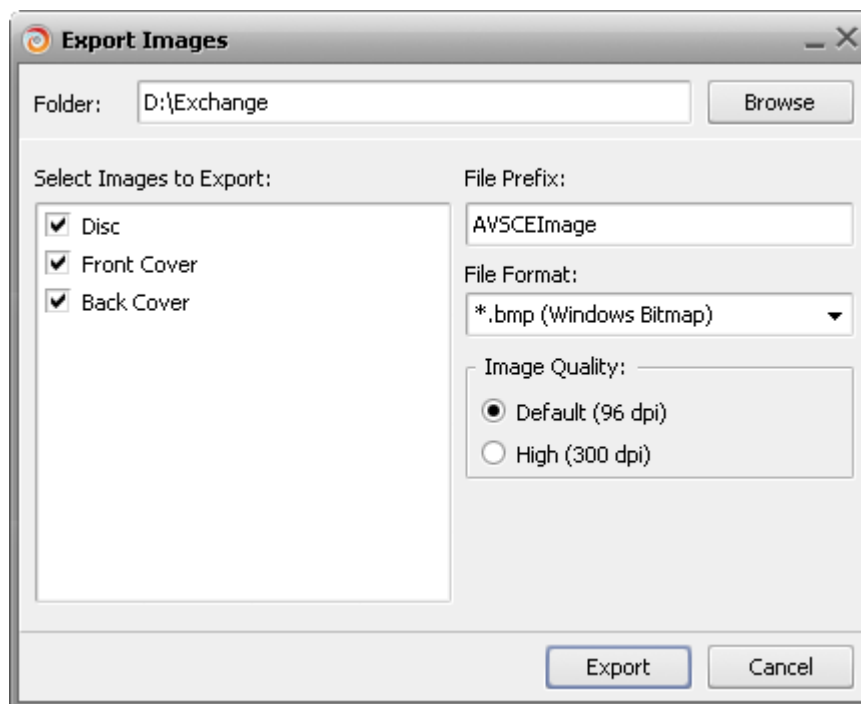 Export Images
Folder: D:\Exchange Browse
Select Images to Export:
Disc
Front Cover
Back Cover
File Prefix:
AVSCEImage
File Format:
*.bmp (Windows Bitmap)
Image Quality:
Default (96 dpi)
High (300 dpi)
Export Cancel